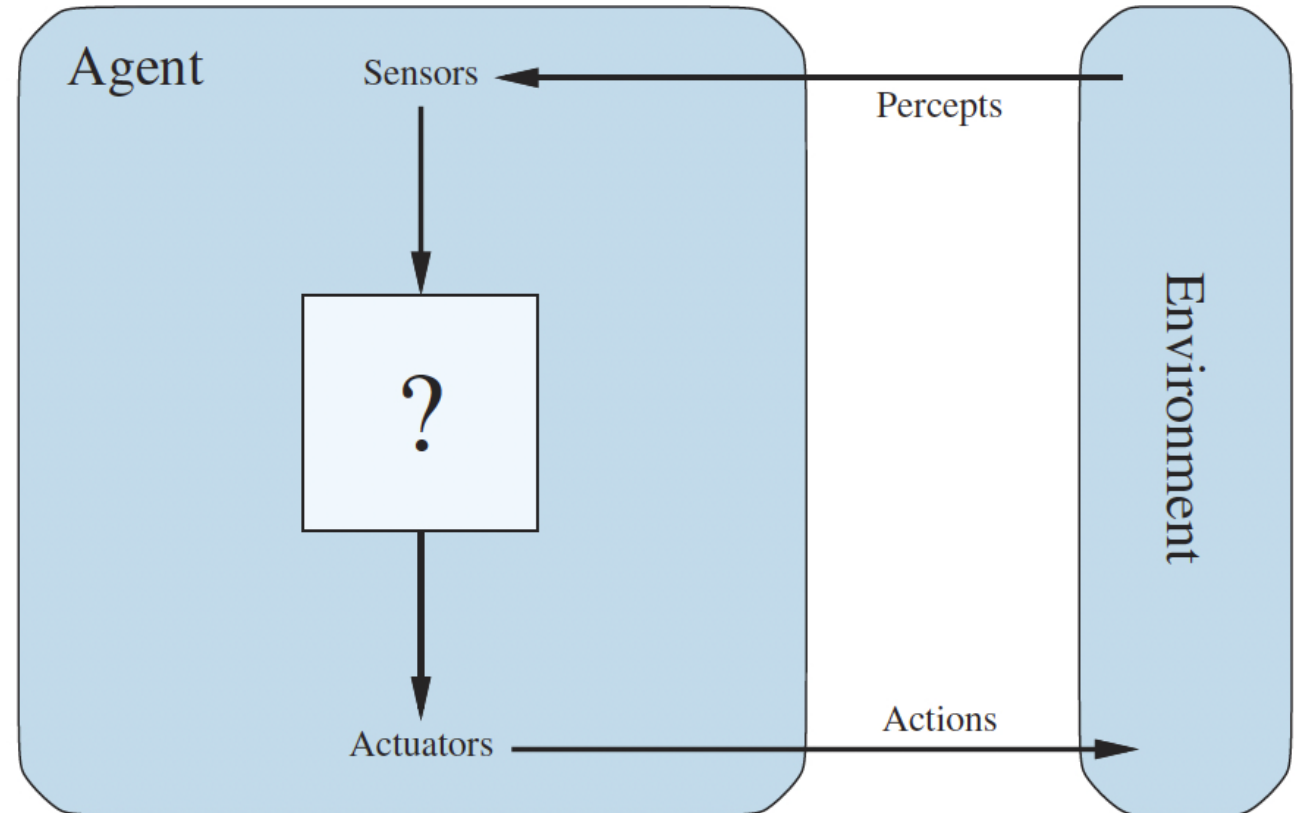 Agent
Sensors
Percepts
?
Environment
Actions
Actuators